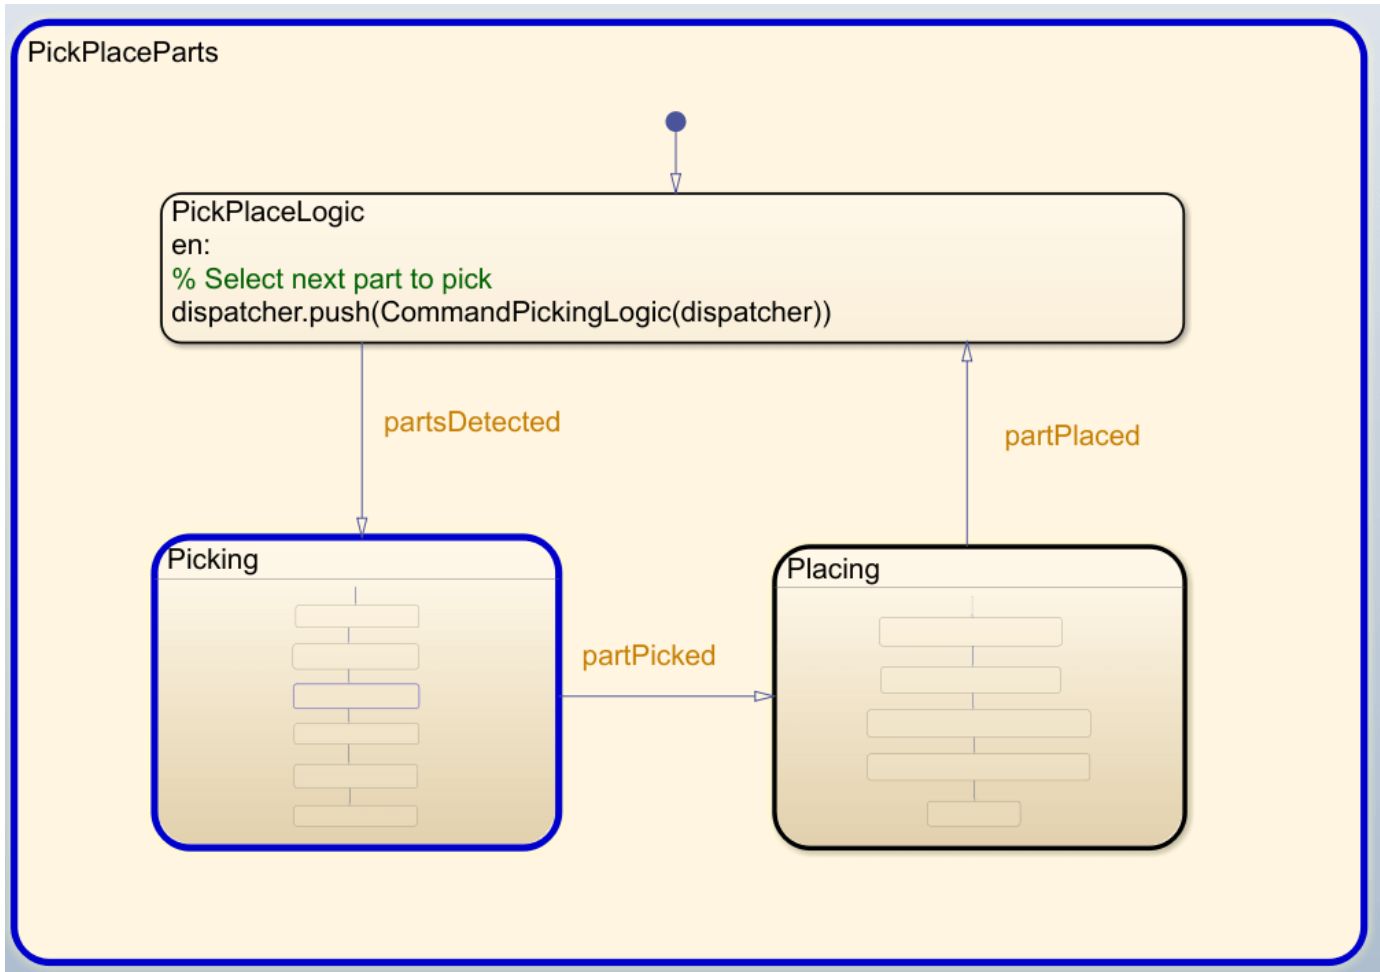 PickPlaceParts
PickPlaceLogic
en:
% Select next part to pick
dispatcher.push(CommandPickingLogic(dispatcher))
partsDetected
partPlaced
Picking
Placing
partPicked